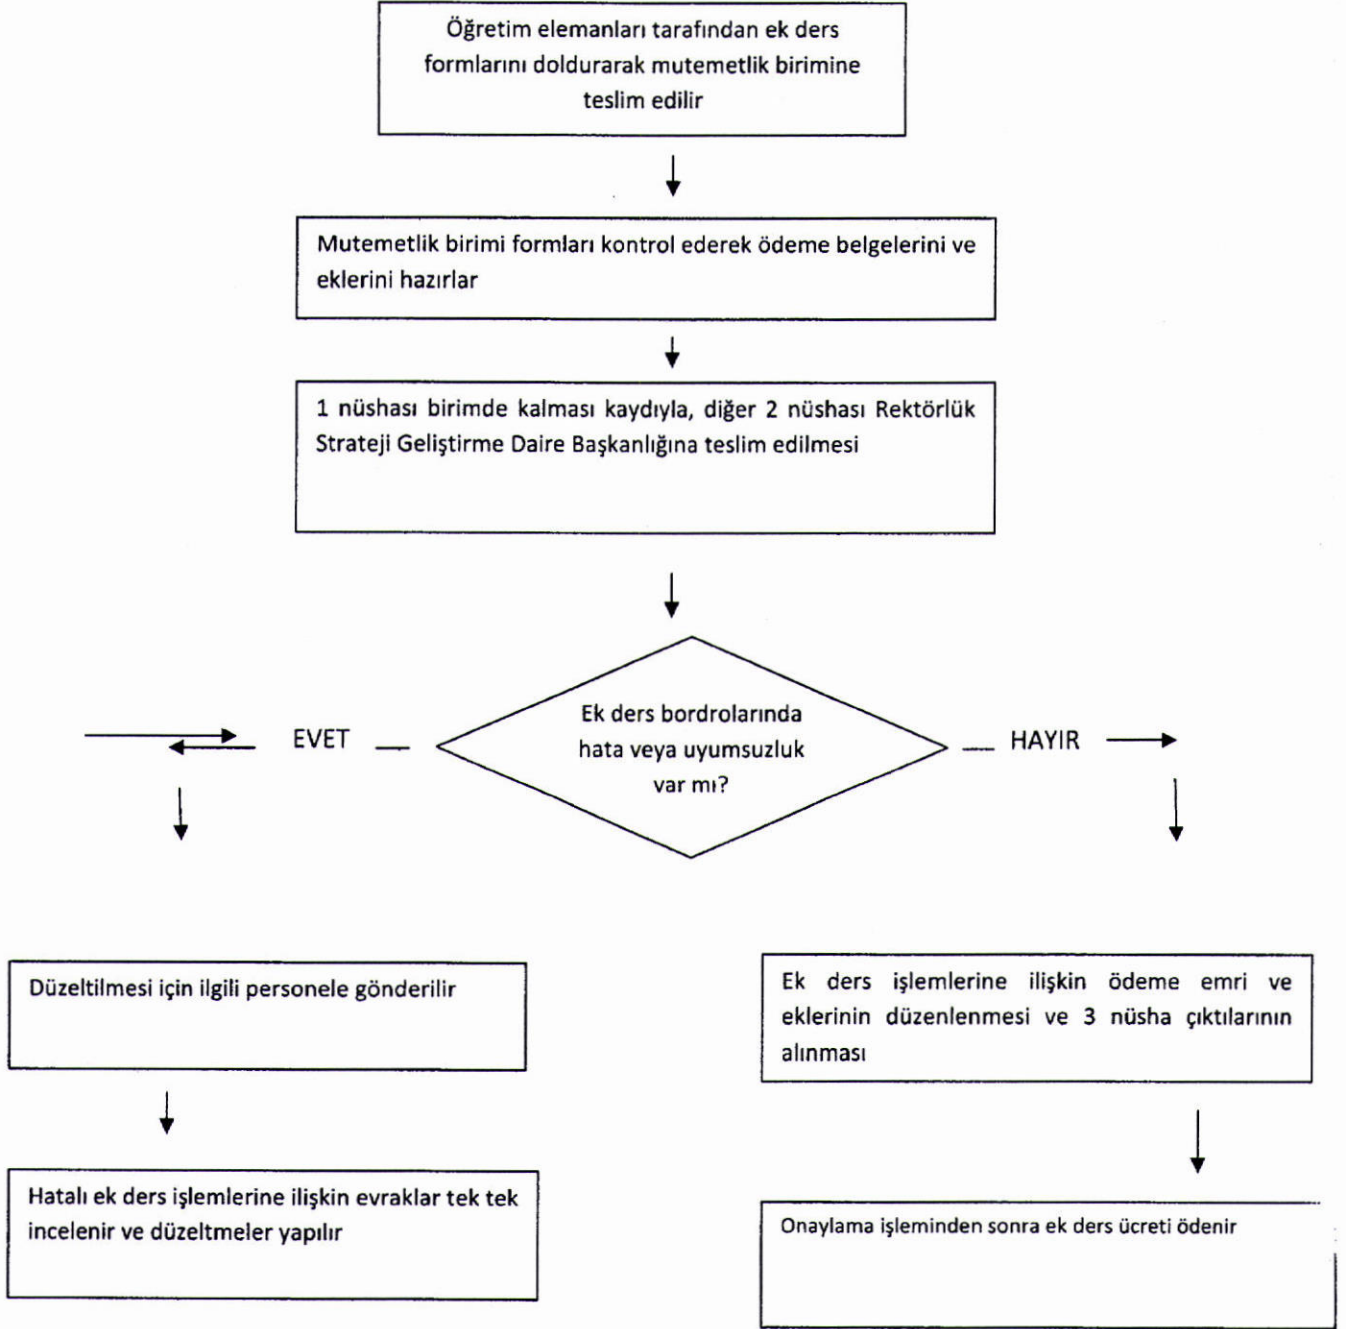 Öğretim elemanları tarafından ek ders
formlarını doldurarak mutemetlik birimine
teslim edilir
Mutemetlik birimi formları kontrol ederek ödeme belgelerini ve
eklerini hazırlar
1 nüshası birimde kalması kaydıyla, diğer 2 nüshası Rektörlük
Strateji Geliştirme Daire Başkanlığına teslim edilmesi
Ek ders bordrolarında
hata veya uyumsuzluk
var mı?
EVET
HAYIR
Düzeltilmesi için ilgili personele gönderilir
Ek ders işlemlerine ilişkin ödeme emri ve
eklerinin düzenlenmesi ve 3 nüsha çıktılarının
alınması
Hatalı ek ders işlemlerine ilişkin evraklar tek tek
incelenir ve düzeltmeler yapılır
Onaylama işleminden sonra ek ders ücreti ödenir